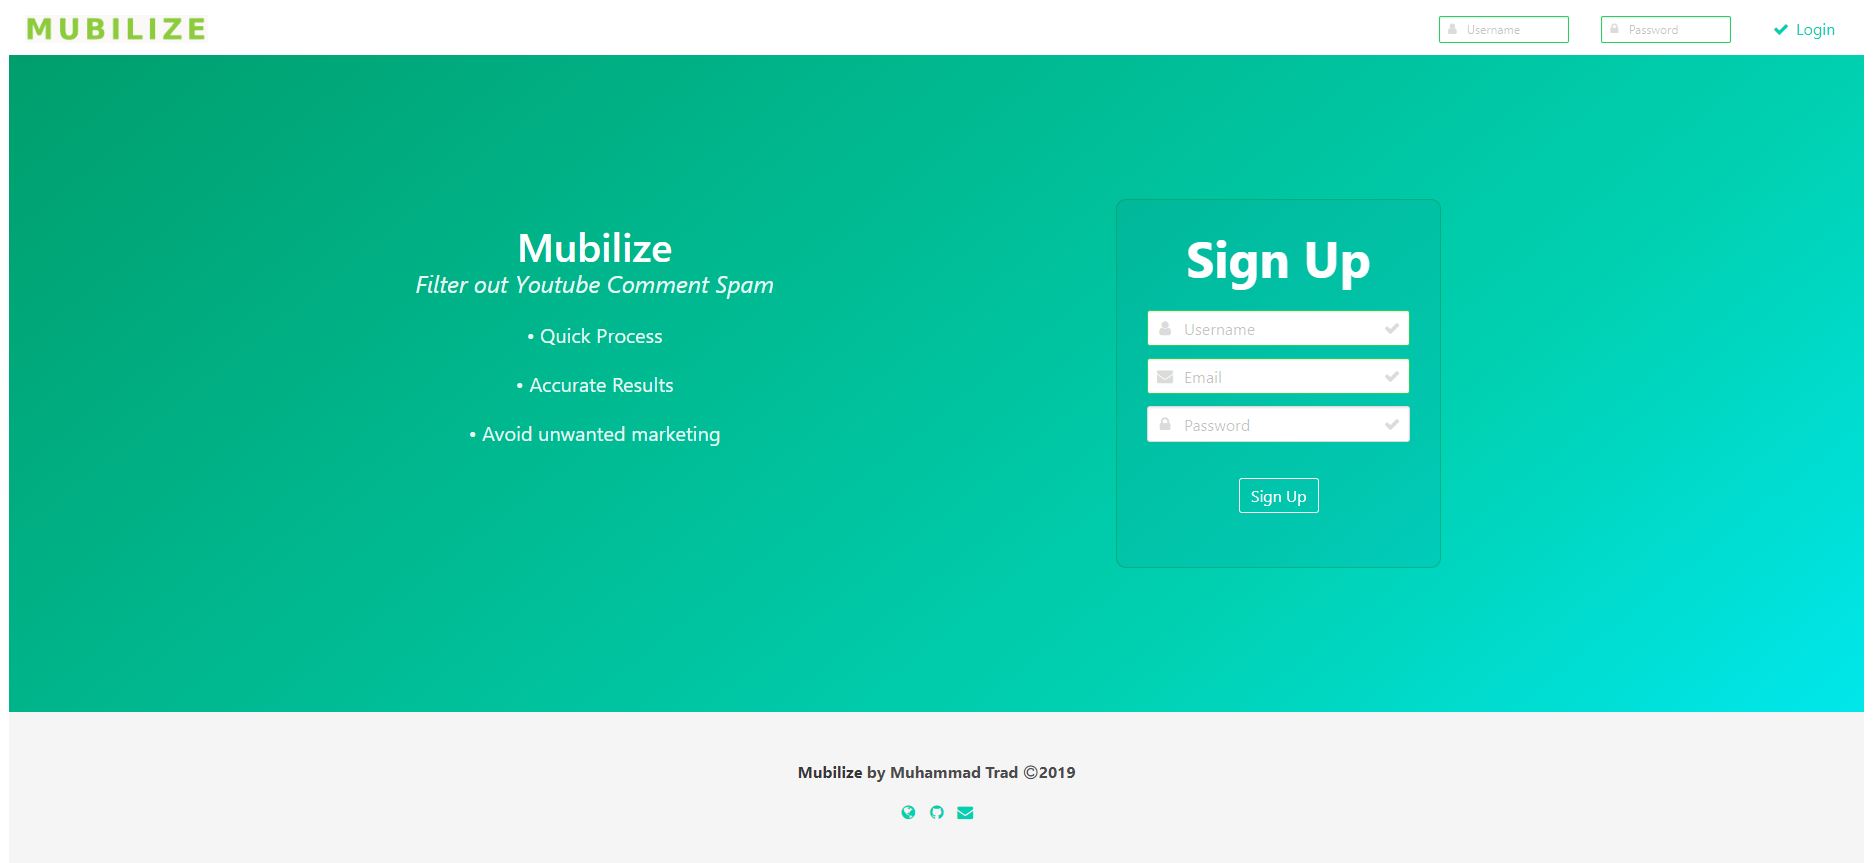 MUBILIZE
Username
Password
Login
Mubilize
Filter out Youtube Comment Spam
• Quick Process
• Accurate Results
• Avoid unwanted marketing
Sign Up
Username
Email
Password
Sign Up
Mubilize by Muhammad Trad ©2019